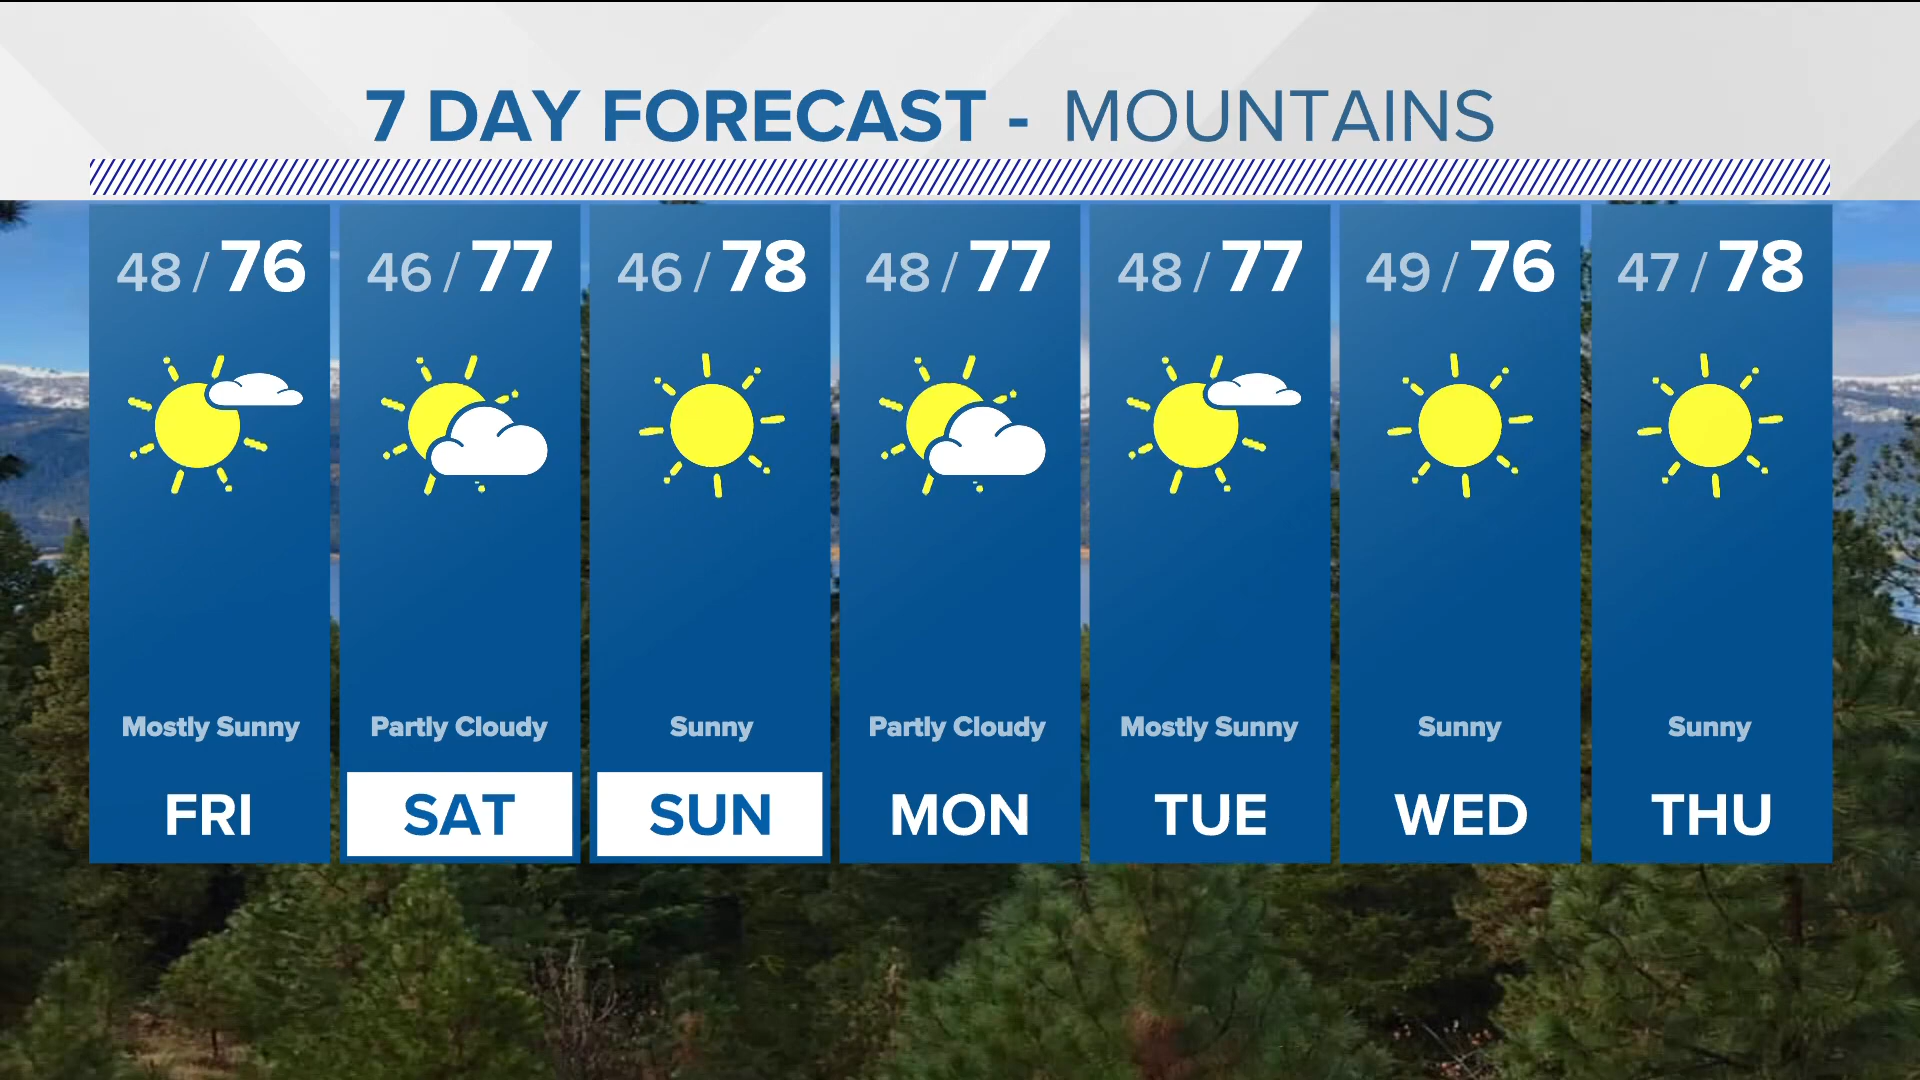 7 DAY FORECAST - MOUNTAINS
48 / 76
46 / 77
46 / 78
48 / 77
48 / 77
49 / 76
47 / 78
Mostly Sunny
Partly Cloudy
Sunny
Partly Cloudy
Mostly Sunny
Sunny
Sunny
FRI
SAT
SUN
MON
TUE
WED
THU